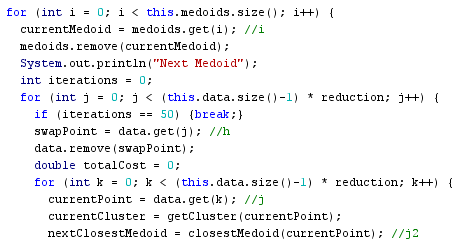 for (int i = 0; i < this.medoids.size(); i++) {
currentMedoid = medoids.get(i); //i
medoids.remove(currentMedoid);
System.out.println("Next Medoid");
int iterations = 0;
for (int j = 0; j < (this.data.size()-1) * reduction; j++) {
if (iterations == 50) {break;}
swapPoint = data.get(j); //h
data.remove(swapPoint);
double totalCost = 0;
for (int k = 0; k < (this.data.size()-1) * reduction; k++) {
currentPoint = data.get(k); //j
currentCluster = getCluster(currentPoint);
nextClosestMedoid = closestMedoid(currentPoint); //j2